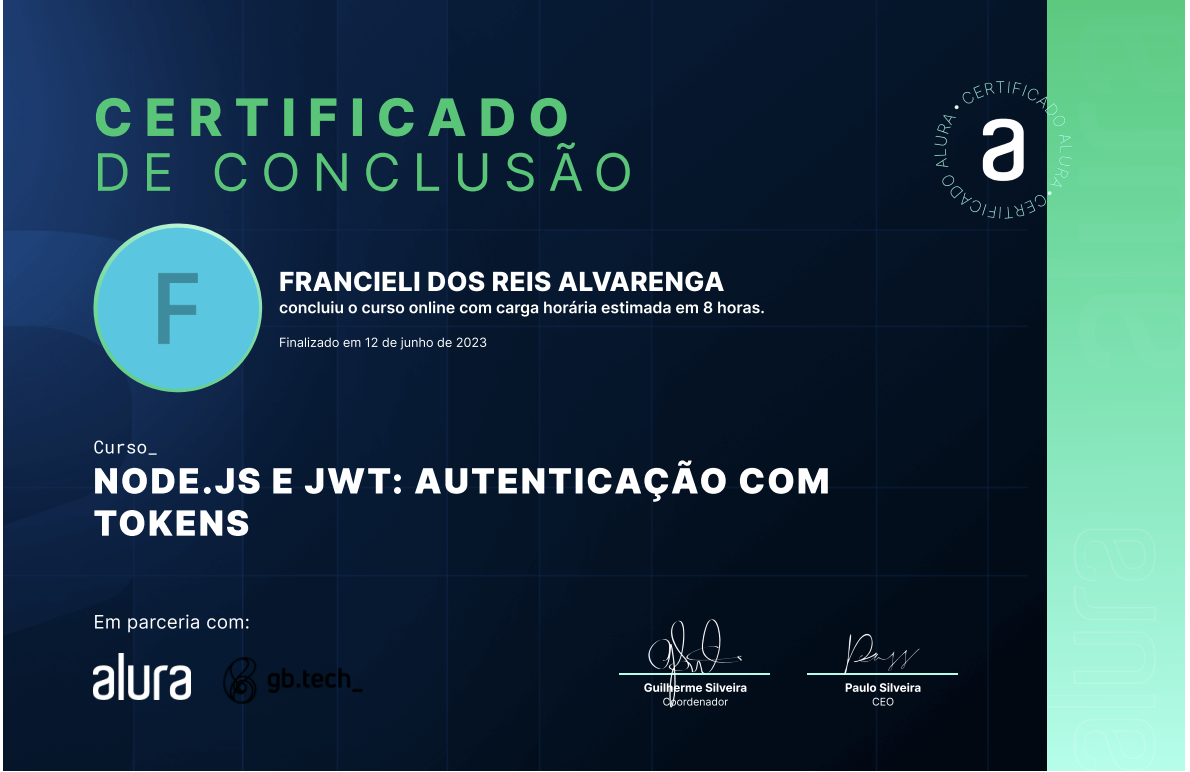 CERTIFICADO
DE CONCLUSÃO
CERTIFICADO ALURA • CERTIFICADO ALURA •
a
F
FRANCIELI DOS REIS ALVARENGA
concluiu o curso online com carga horária estimada em 8 horas.
Finalizado em 12 de junho de 2023
Curso_
NODE.JS E JWT: AUTENTICAÇÃO COM
TOKENS
Em parceria com:
alura
gb.tech_
Guilherme Silveira
Coordenador
Paulo Silveira
CEO
alura